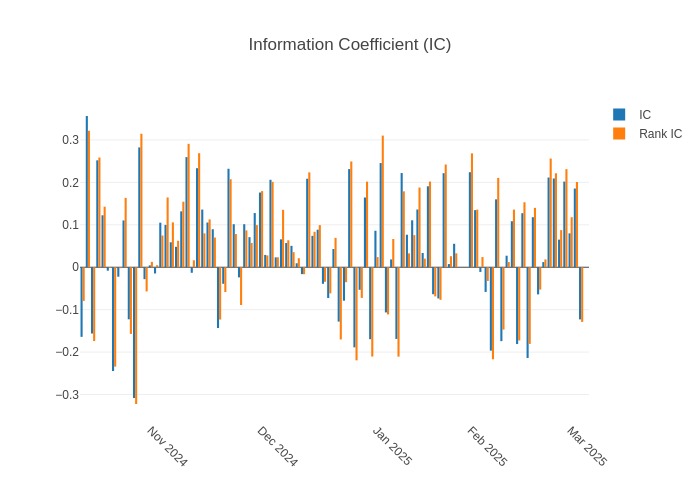 Information Coefficient (IC)
IC
Rank IC
0.3
0.2
0.1
0
−0.1
−0.2
−0.3
Nov 2024
Dec 2024
Jan 2025
Feb 2025
Mar 2025